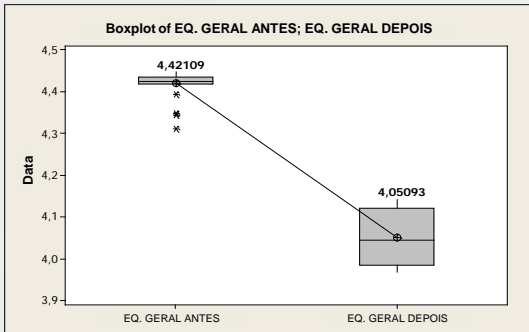 Boxplot of EQ. GERAL ANTES; EQ. GERAL DEPOIS
4,5
4,4
4,3
4,2
4,1
4,0
3,9
Data
4,42109
4,05093
EQ. GERAL ANTES
EQ. GERAL DEPOIS